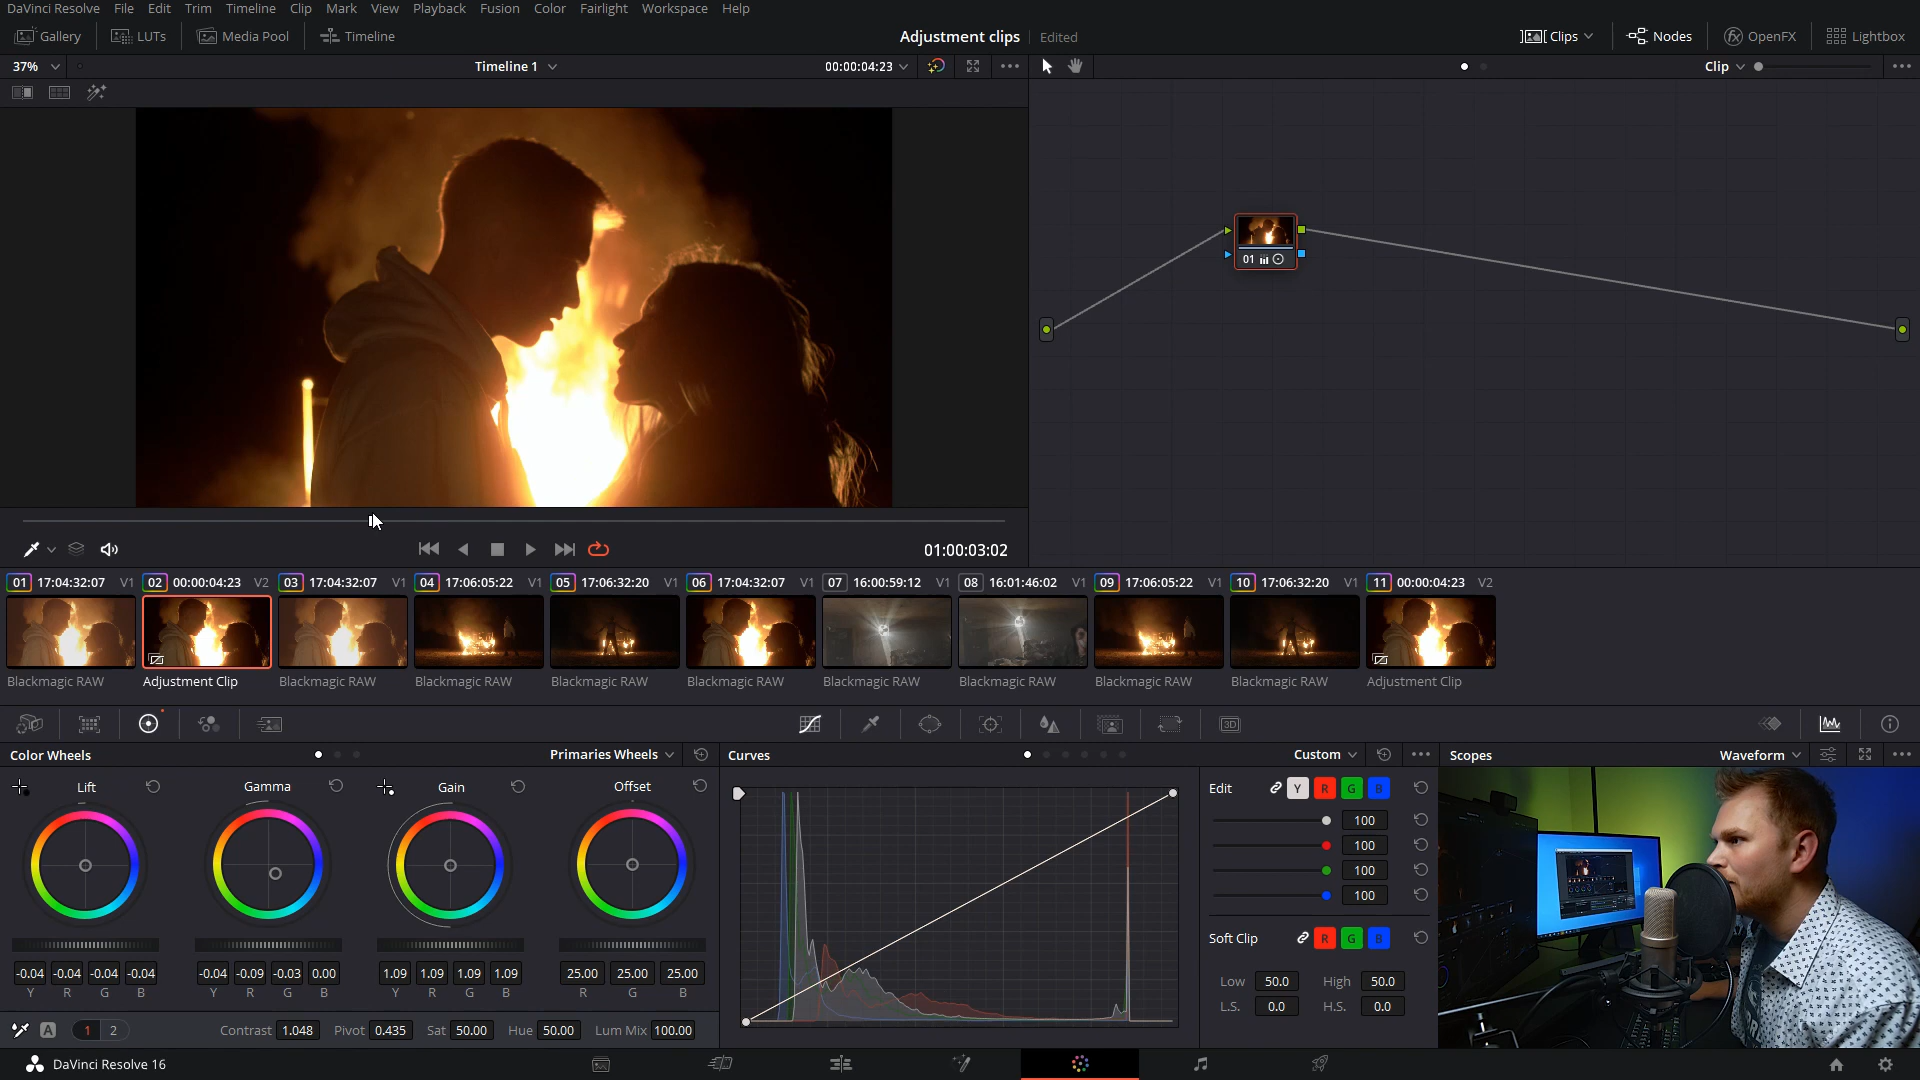 DaVinci Resolve File Edit Trim Timeline Clip Mark View Playback Fusion Color Fairlight Workspace Help
Gallery LUTs Media Pool Timeline Adjustment clips Edited Clips Nodes OpenFX Lightbox
37% Timeline 1 00:00:04:23 Clip
01
01:00:03:02
01 17:04:32:07 V1 02 00:00:04:23 V2 03 17:04:32:07 V1 04 17:06:05:22 V1 05 17:06:32:20 V1 06 17:04:32:07 V1 07 16:00:59:12 V1 08 16:01:46:02 V1 09 17:06:05:22 V1 10 17:06:32:20 V1 11 00:00:04:23 V2
Blackmagic RAW Adjustment Clip Blackmagic RAW Blackmagic RAW Blackmagic RAW Blackmagic RAW Blackmagic RAW Blackmagic RAW Blackmagic RAW Blackmagic RAW Adjustment Clip
3D
Color Wheels Primaries Wheels Curves Custom Scopes Waveform
Lift Gamma Gain Offset Edit Y R G B
100
100
100
100
Soft Clip R G B
-0.04 -0.04 -0.04 -0.04 -0.04 -0.09 -0.03 0.00 1.09 1.09 1.09 1.09 25.00 25.00 25.00 Low 50.0 High 50.0
Y R G B Y R G B Y R G B R G B L.S. 0.0 H.S. 0.0
A 1 2 Contrast 1.048 Pivot 0.435 Sat 50.00 Hue 50.00 Lum Mix 100.00
DaVinci Resolve 16